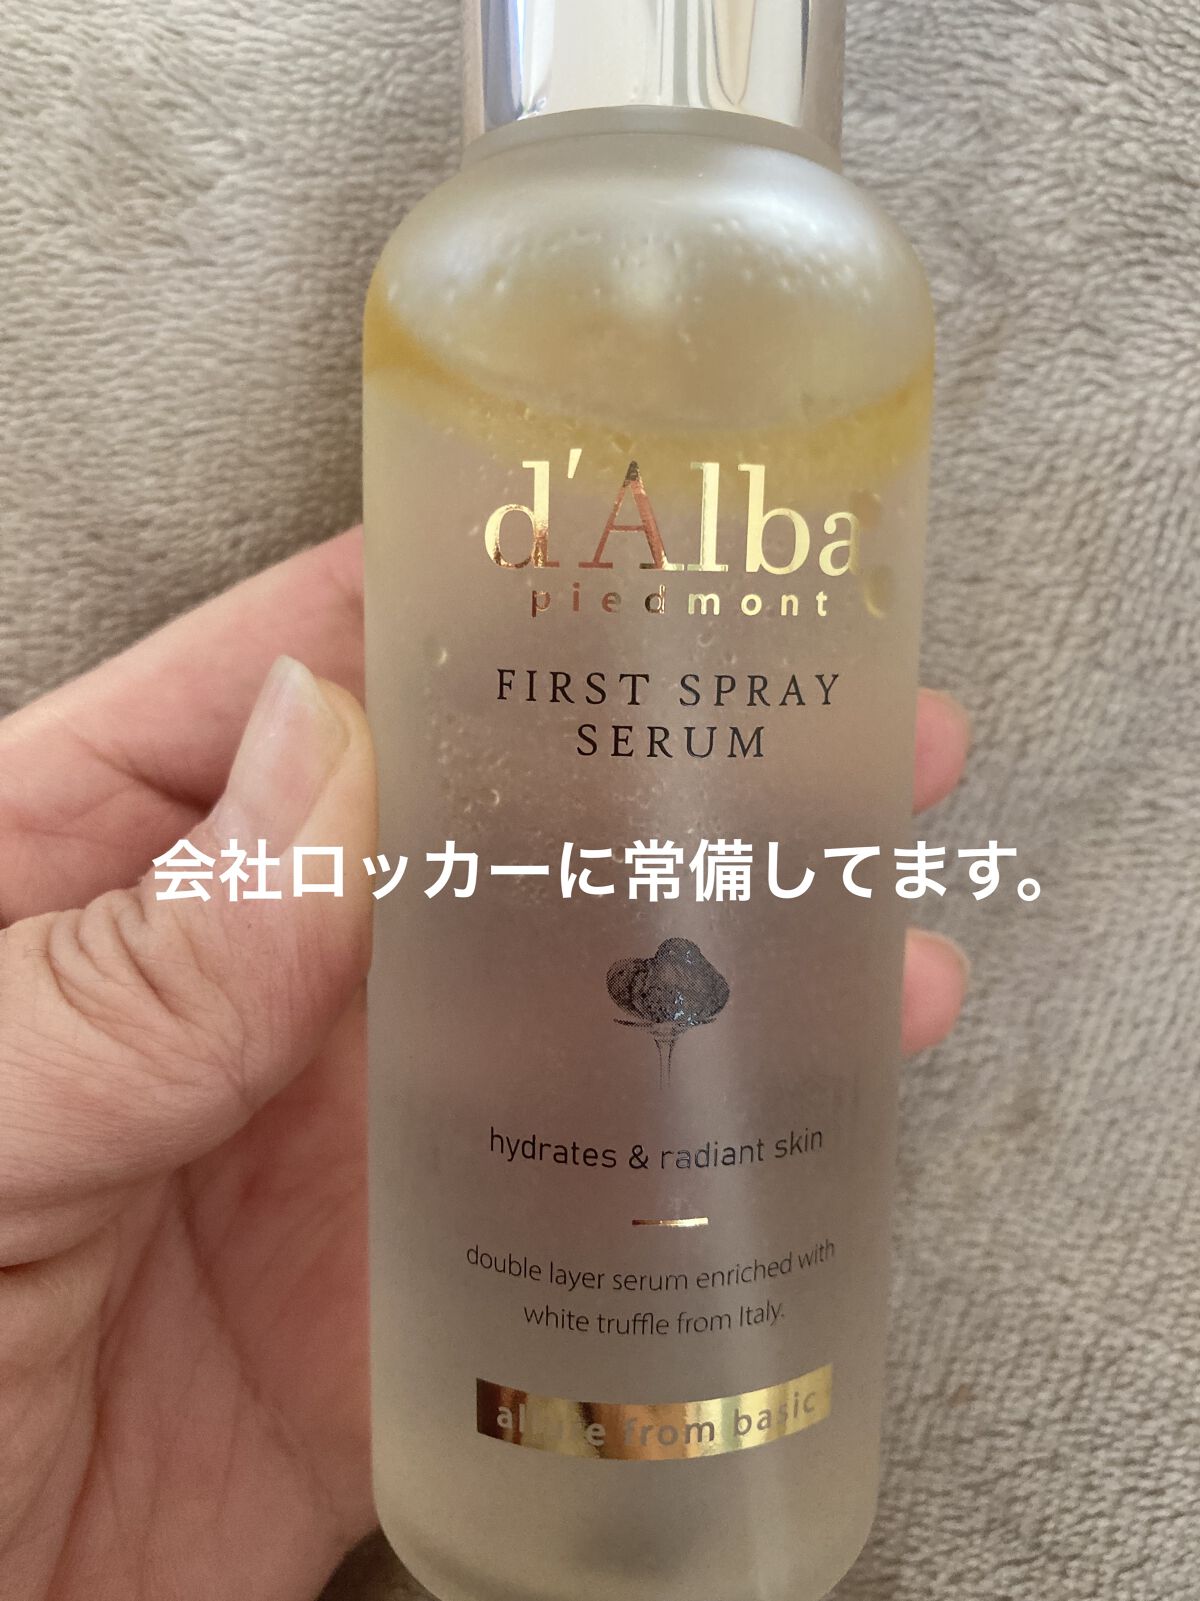 d'Alba
piedmont
FIRST SPRAY
SERUM
会社ロッカーに常備してます。
hydrates & radiant skin
double layer serum enriched with
white truffle from Italy.
allure from basic